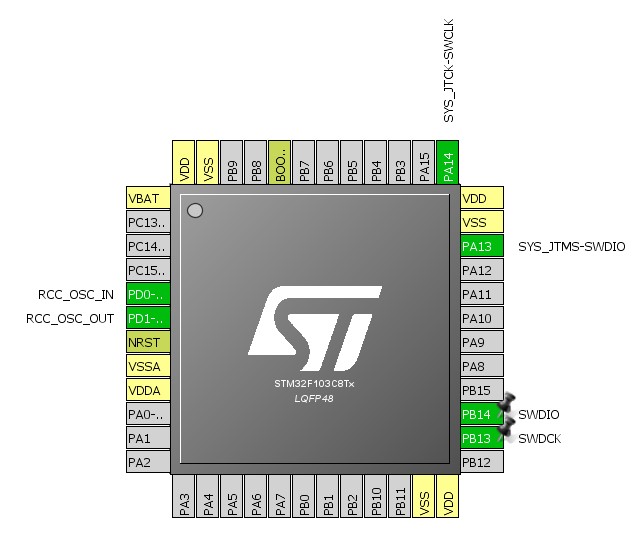 SYS_JTCK-SWCLK
VDD
VSS
PB9
PB8
BOO..
PB7
PB6
PB5
PB4
PB3
PA15
PA14
VBAT
PC13..
PC14..
PC15..
RCC_OSC_IN PD0-..
RCC_OSC_OUT PD1-..
NRST
VSSA
VDDA
PA0-..
PA1
PA2
ST
STM32F103C8Tx
LQFP48
VDD
VSS
PA13 SYS_JTMS-SWDIO
PA12
PA11
PA10
PA9
PA8
PB15
PB14 SWDIO
PB13 SWDCK
PB12
PA3
PA4
PA5
PA6
PA7
PB0
PB1
PB2
PB10
PB11
VSS
VDD